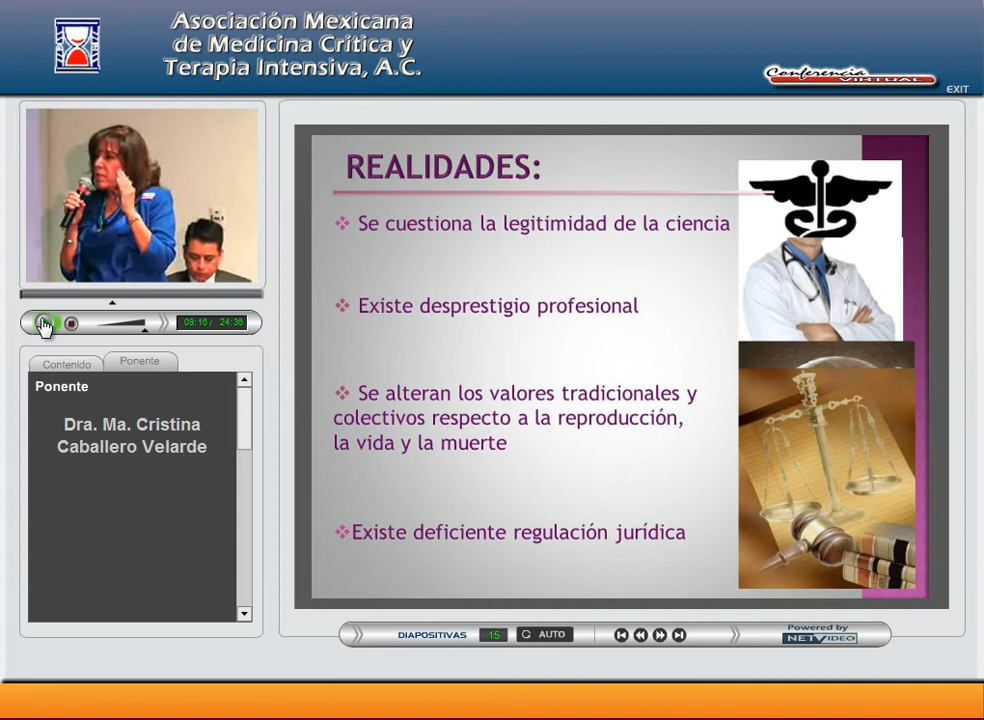 Asociación Mexicana
de Medicina Crítica y
Terapia Intensiva, A.C.
Conferencia
VIRTUAL
EXIT
REALIDADES:
❖ Se cuestiona la legitimidad de la ciencia
❖ Existe desprestigio profesional
❖ Se alteran los valores tradicionales y
colectivos respecto a la reproducción,
la vida y la muerte
❖Existe deficiente regulación jurídica
09:16 / 24:36
Contenido
Ponente
Ponente
Dra. Ma. Cristina
Caballero Velarde
DIAPOSITIVAS
15
AUTO
Powered by
NETVIDEO